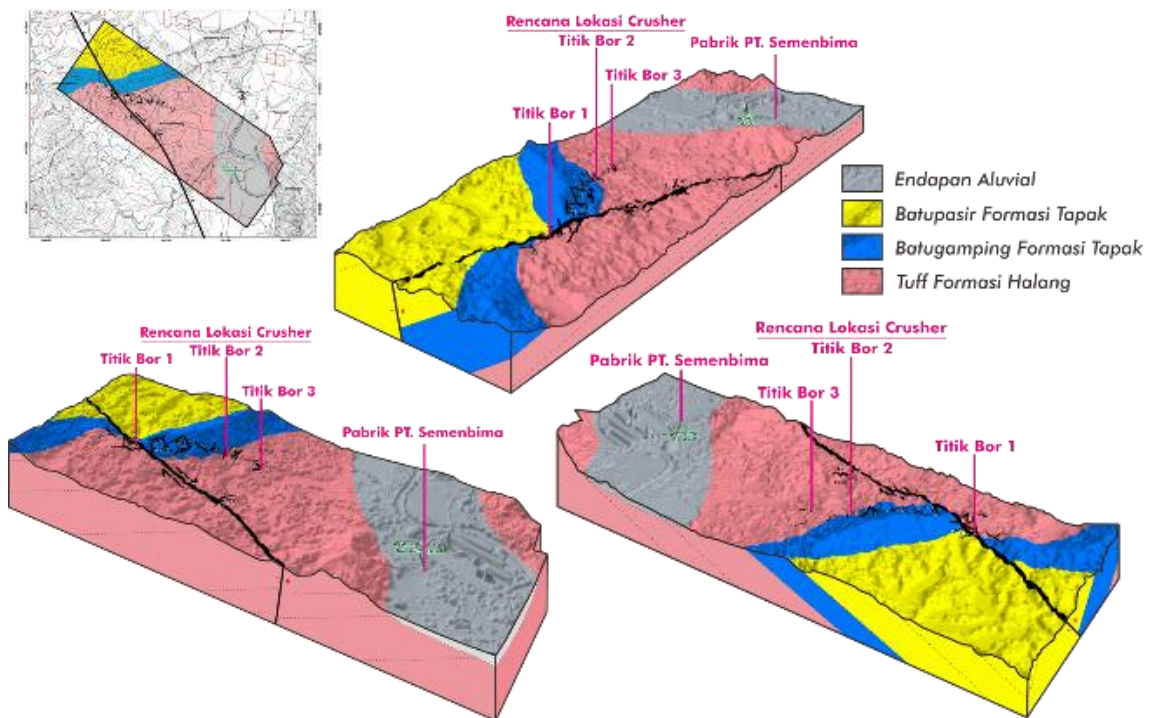 Rencana Lokasi Crusher
Titik Bor 2
Pabrik PT. Semenbima
Titik Bor 3
Titik Bor 1
Endapan Aluvial
Batupasir Formasi Tapak
Batugamping Formasi Tapak
Tuff Formasi Halang
Rencana Lokasi Crusher
Titik Bor 1
Titik Bor 2
Titik Bor 3
Pabrik PT. Semenbima
Rencana Lokasi Crusher
Pabrik PT. Semenbima
Titik Bor 2
Titik Bor 3
Titik Bor 1